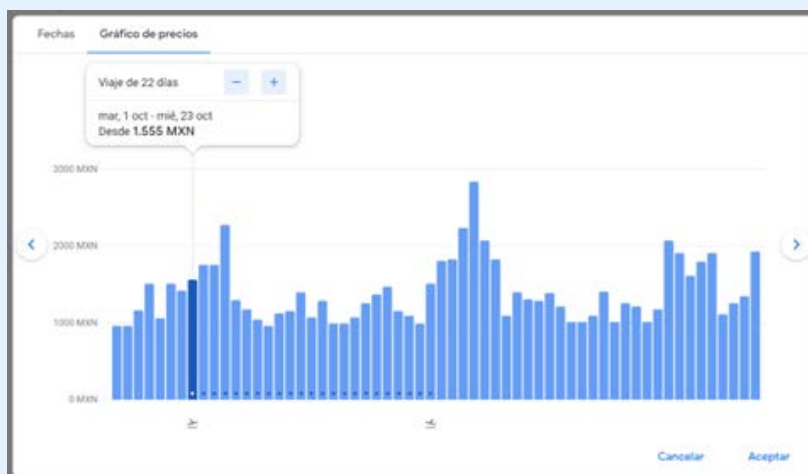 Fechas
Gráfico de precios
Viaje de 22 días
mar, 1 oct - mié, 23 oct
Desde 1.555 MXN
3000 MXN
2000 MXN
1000 MXN
0 MXN
Cancelar
Aceptar